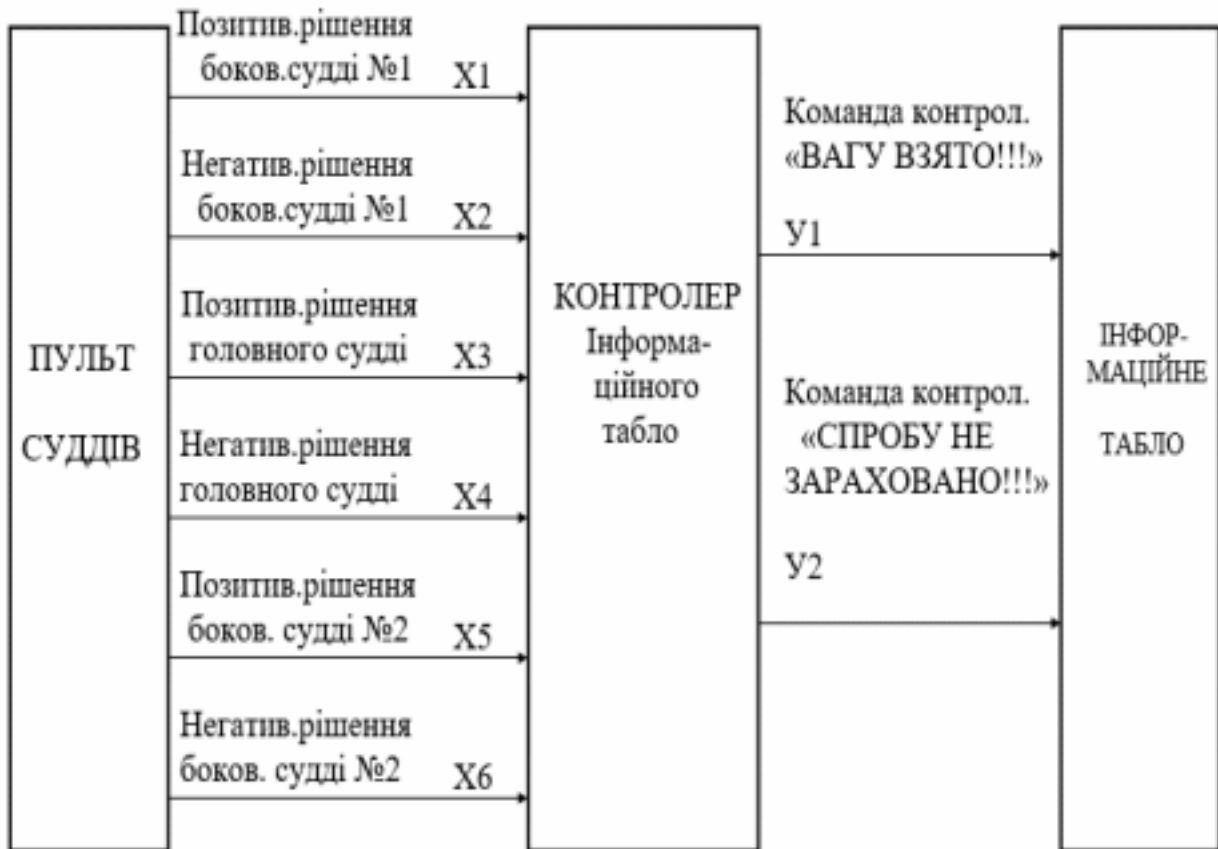 ПУЛЬТ
СУДДІВ
Позитив.рішення
боков.судді №1 X1
Негатив.рішення
боков.судді №1 X2
Позитив.рішення
головного судді X3
Негатив.рішення
головного судді X4
Позитив.рішення
боков. судді №2 X5
Негатив.рішення
боков. судді №2 X6
КОНТРОЛЕР
Інформа-
ційного
табло
Команда контрол.
«ВАГУ ВЗЯТО!!!»
У1
Команда контрол.
«СПРОБУ НЕ
ЗАРАХОВАНО!!!»
У2
ІНФОР-
МАЦІЙНЕ
ТАБЛО